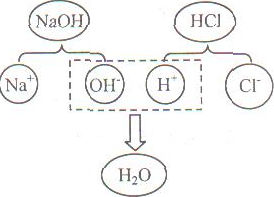 NaOH HCl
Na⁺ OH⁻ H⁺ Cl⁻
H₂O